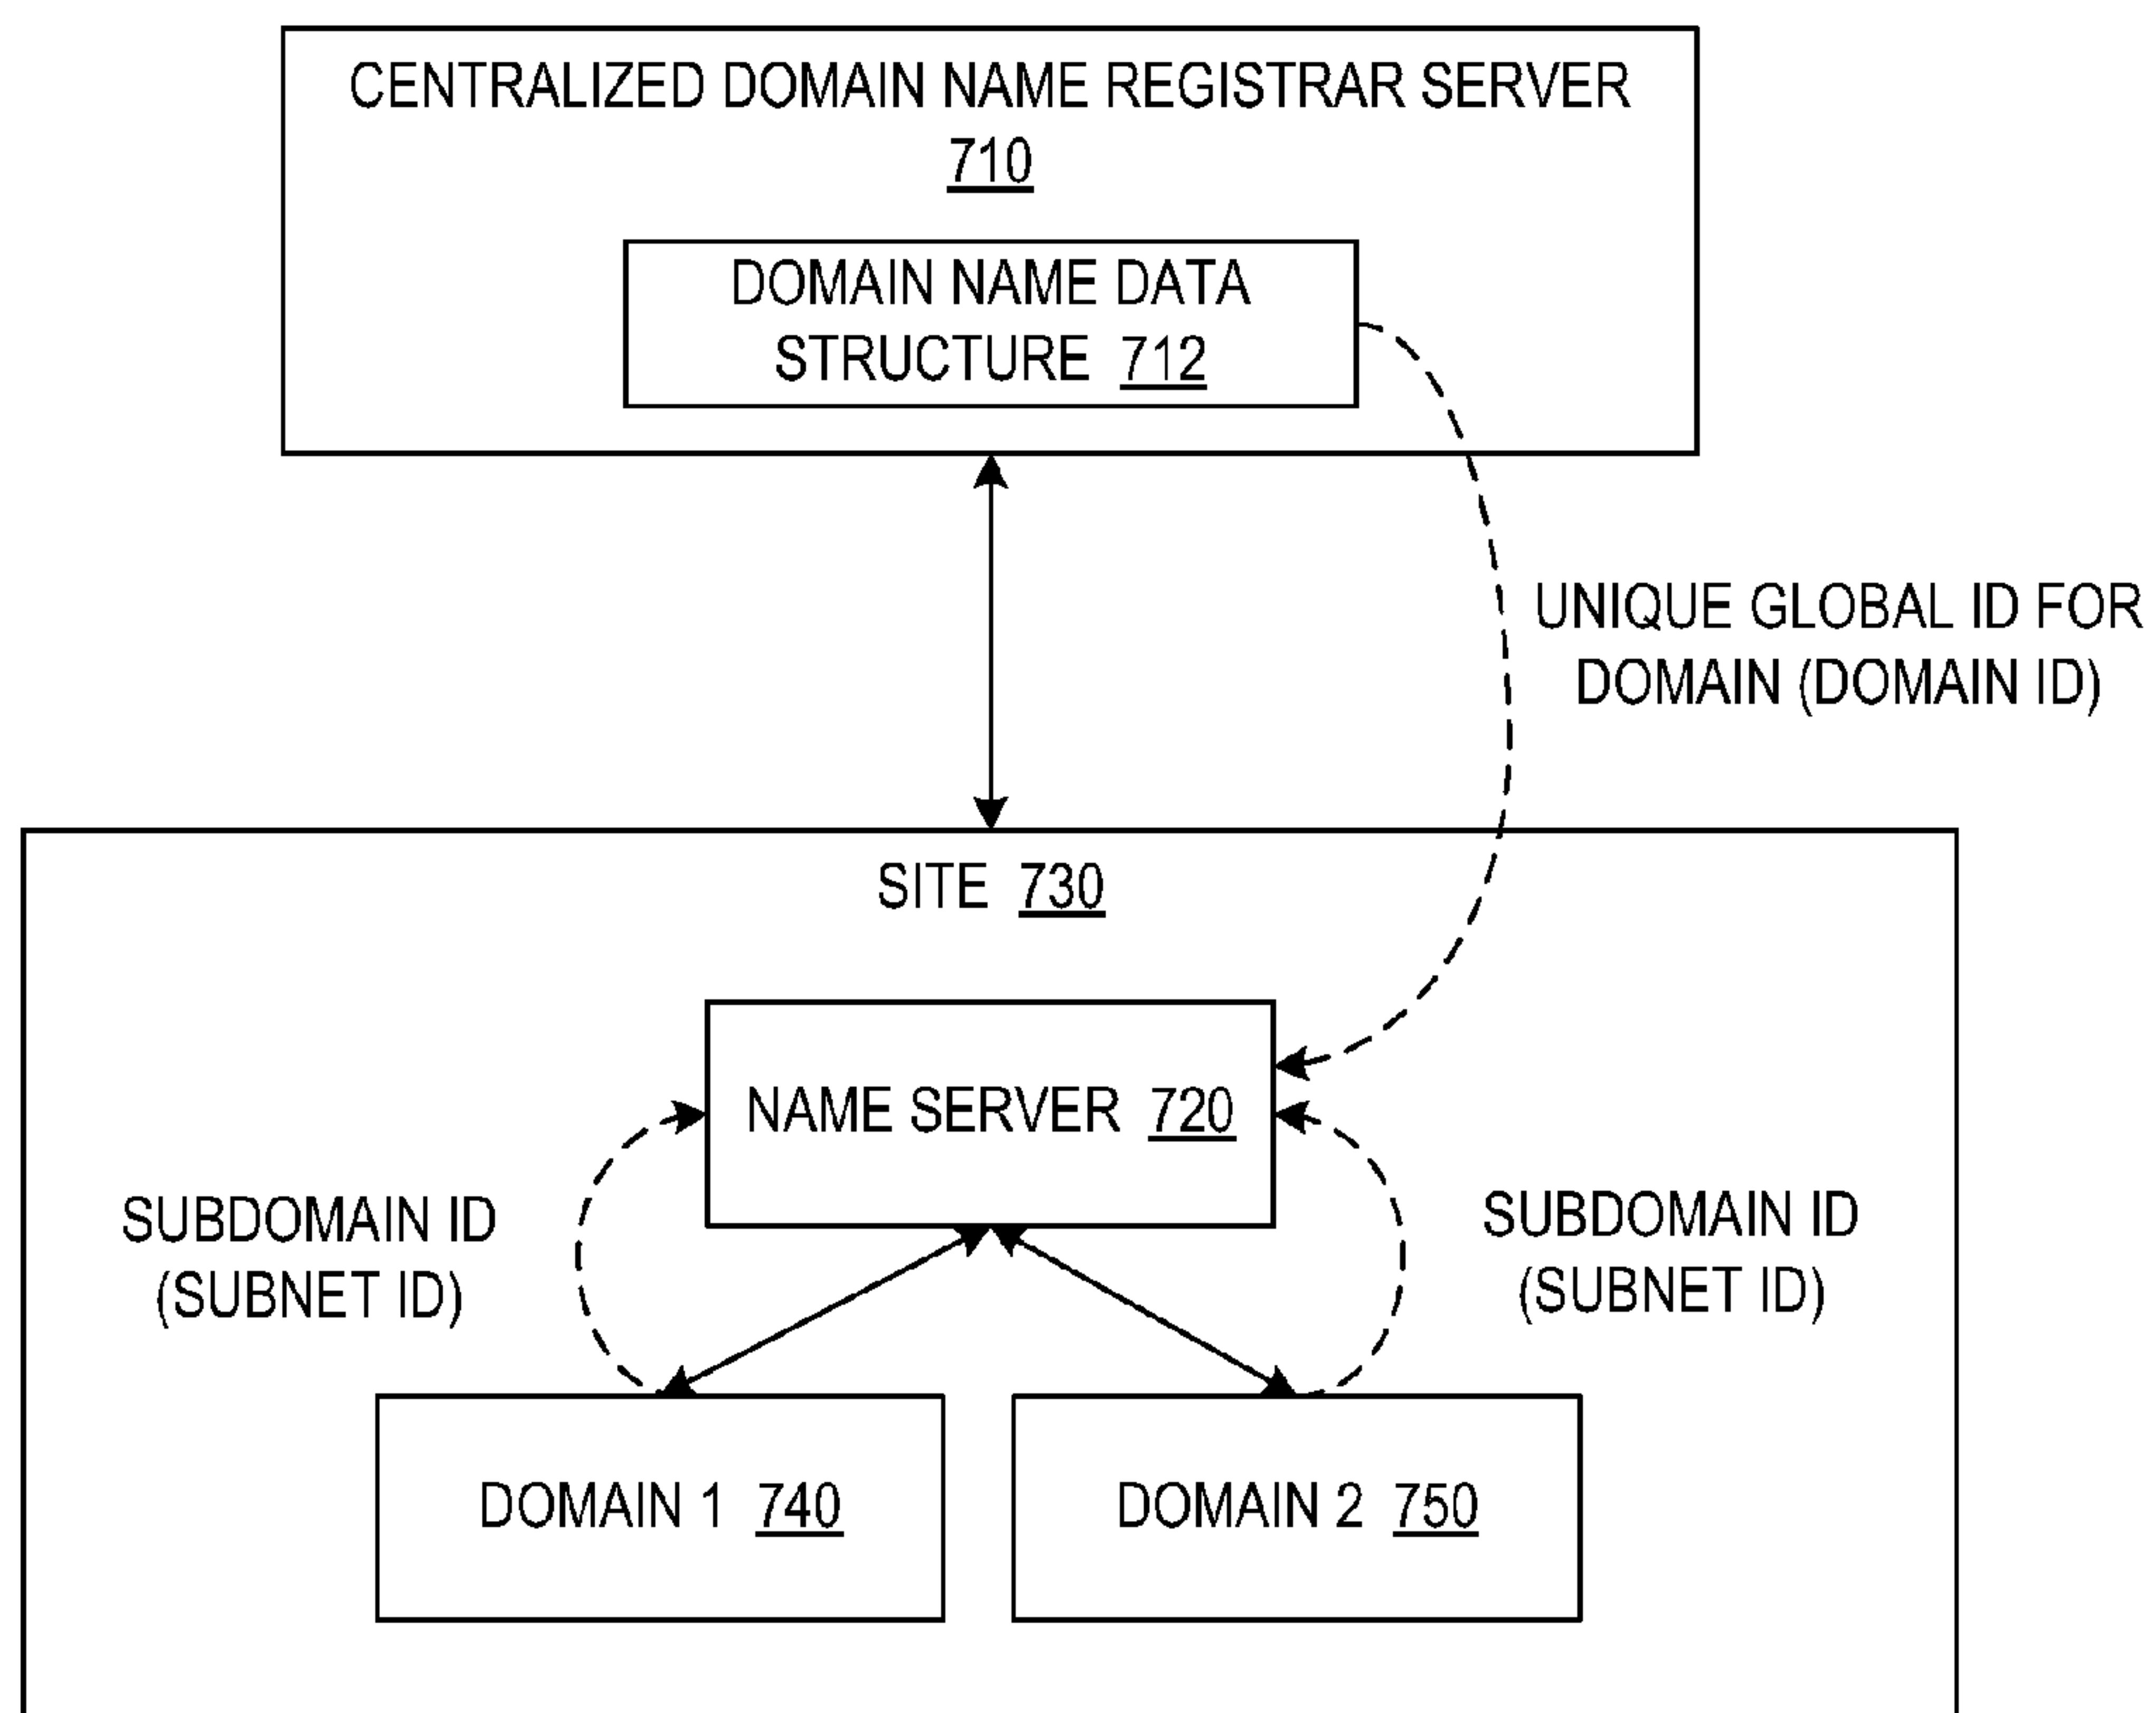 CENTRALIZED DOMAIN NAME REGISTRAR SERVER
710
DOMAIN NAME DATA
STRUCTURE 712
UNIQUE GLOBAL ID FOR
DOMAIN (DOMAIN ID)
SITE 730
NAME SERVER 720
SUBDOMAIN ID
(SUBNET ID)
SUBDOMAIN ID
(SUBNET ID)
DOMAIN 1 740
DOMAIN 2 750